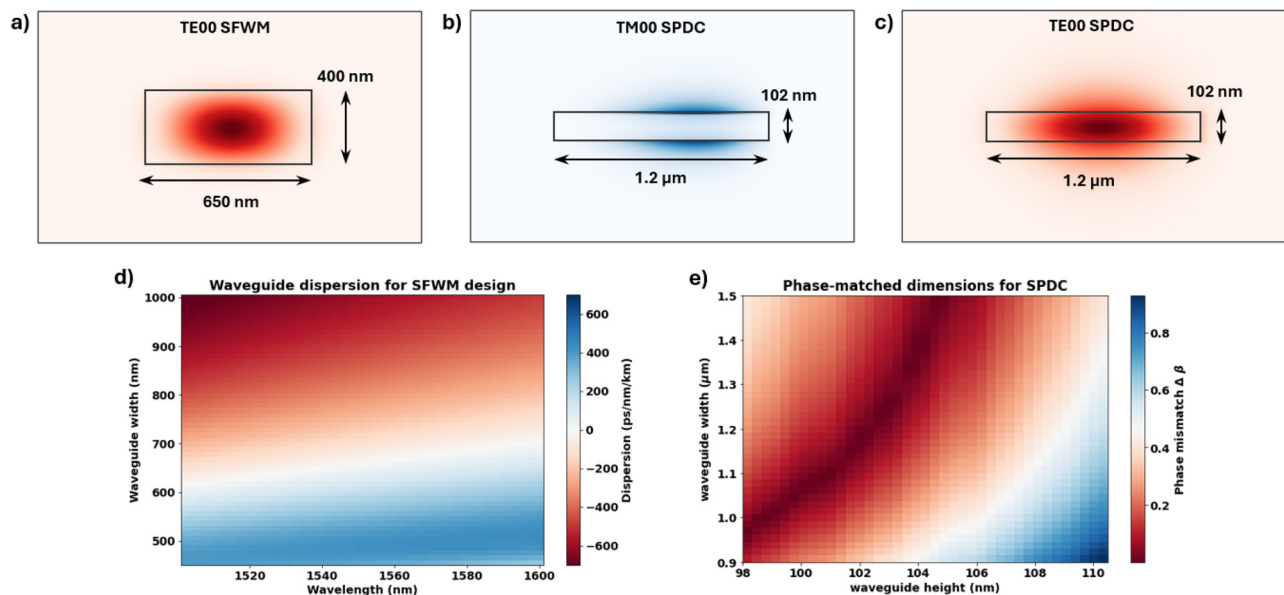 a)
TE00 SFWM
400 nm
650 nm
b)
TM00 SPDC
102 nm
1.2 µm
c)
TE00 SPDC
102 nm
1.2 µm
d)
Waveguide dispersion for SFWM design
1000
900
800
700
600
500
Waveguide width (nm)
1520
1540
1560
1580
1600
Wavelength (nm)
600
400
200
0
−200
−400
−600
Dispersion (ps/nm/km)
e)
Phase-matched dimensions for SPDC
1.5
1.4
1.3
1.2
1.1
1.0
0.9
waveguide width (µm)
98
100
102
104
106
108
110
waveguide height (nm)
0.8
0.6
0.4
0.2
Phase mismatch Δ β